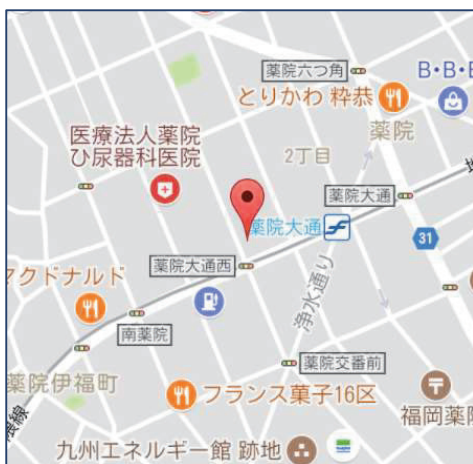 薬院六つ角
B・B・B
とりかわ 粋恭
薬院
医療法人薬院
ひ尿器科医院
2丁目
薬院大通
薬院大通
31
薬院大通西
マクドナルド
浄水通り
南薬院
薬院交番前
薬院伊福町
フランス菓子16区
福岡薬院
九州エネルギー館 跡地